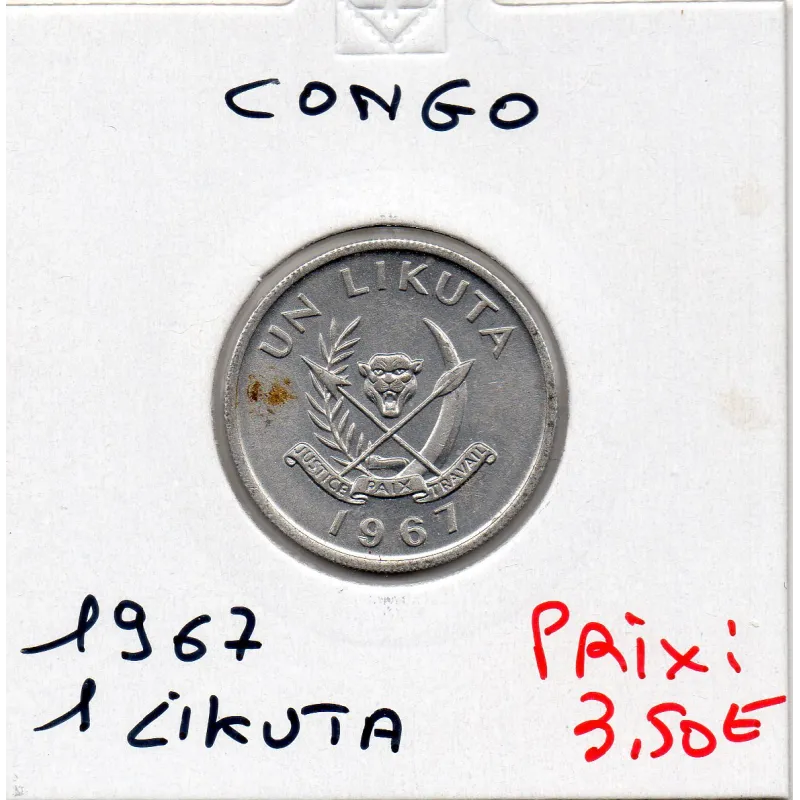 CONGO
UN LIKUTA
JUSTICE PAIX TRAVAIL
1967
1967
1 LIKUTA
PRIX:
3,50€